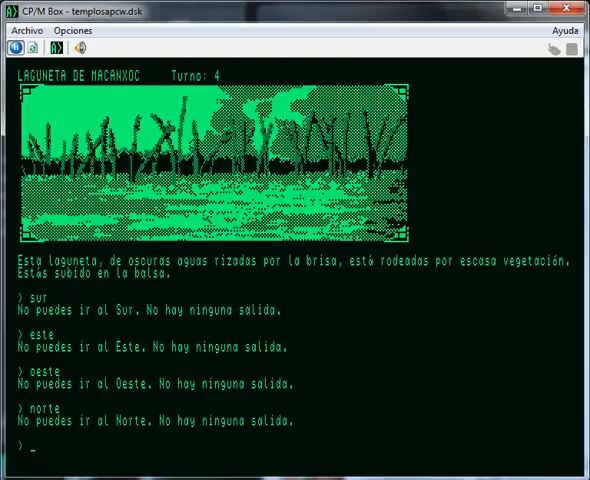 CP/M Box - templosapcw.dsk
Archivo Opciones Ayuda
A>
LAGUNETA DE MACANXOC Turno: 4
Esta laguneta, de oscuras aguas rizadas por la brisa, está rodeadas por escasa vegetación.
Estás subido en la balsa.
> sur
No puedes ir al Sur. No hay ninguna salida.
> este
No puedes ir al Este. No hay ninguna salida.
> oeste
No puedes ir al Oeste. No hay ninguna salida.
> norte
No puedes ir al Norte. No hay ninguna salida.
> _